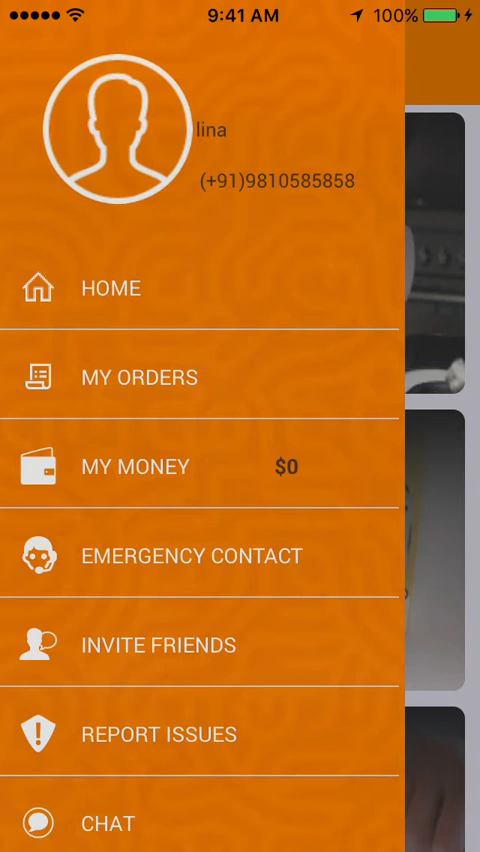 9:41 AM
100%
lina
(+91)9810585858
HOME
MY ORDERS
MY MONEY $0
EMERGENCY CONTACT
INVITE FRIENDS
REPORT ISSUES
CHAT